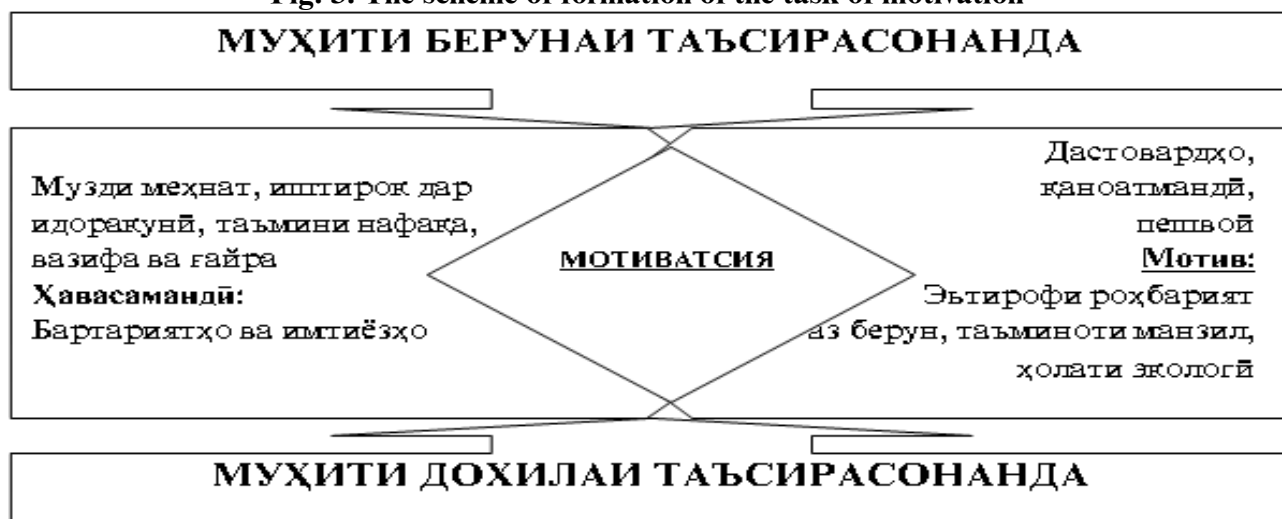 Fig. 3. The scheme of formation of the task of motivation
МУҲИТИ БЕРУНАИ ТАЪСИРАСОНАНДА
Музди меҳнат, иштирок дар
идоракунӣ, таъмини нафақа,
вазифа ва ғайра
Ҳавасамандӣ:
Бартариятҳо ва имтиёзҳо
МОТИВАТСИЯ
Дастовардҳо,
қаноатмандӣ,
пешвоӣ
Мотив:
Эътирофи роҳбарият
аз берун, таъминоти манзил,
ҳолати экологӣ
МУҲИТИ ДОХИЛАИ ТАЪСИРАСОНАНДА